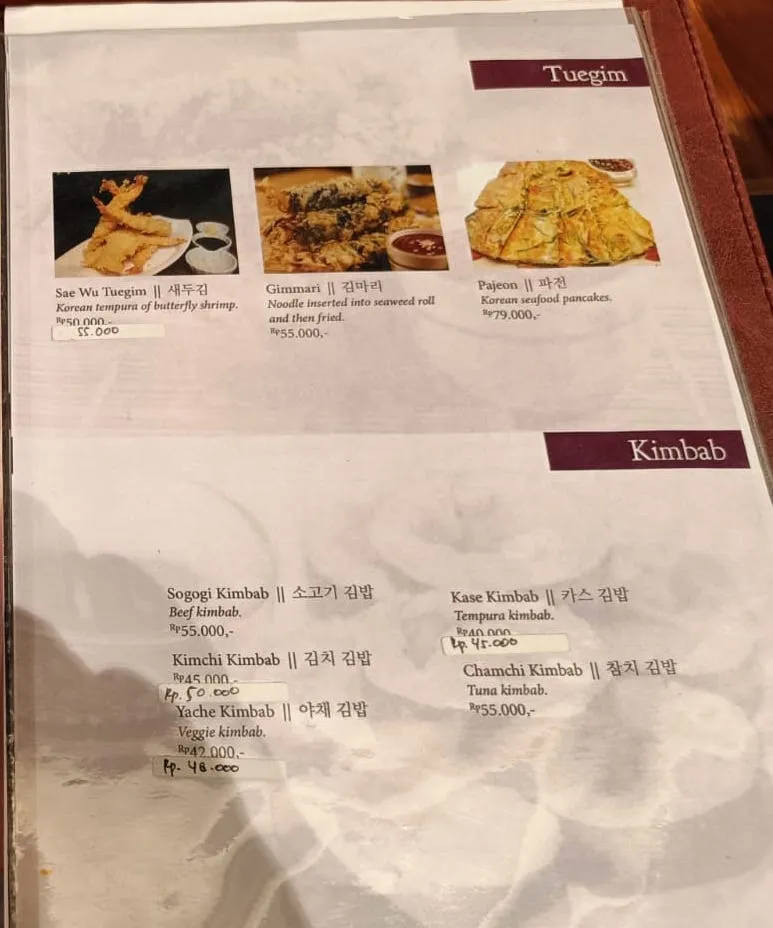 Tuegim
Sae Wu Tuegim || 새두김
Korean tempura of butterfly shrimp.
Rp50.000,-
55.000
Gimmari || 김마리
Noodle inserted into seaweed roll
and then fried.
Rp55.000,-
Pajeon || 파전
Korean seafood pancakes.
Rp79.000,-
Kimbab
Sogogi Kimbab || 소고기 김밥
Beef kimbab.
Rp55.000,-
Kimchi Kimbab || 김치 김밥
Rp45.000,-
Rp. 50.000
Yache Kimbab || 야채 김밥
Veggie kimbab.
Rp42.000,-
Rp. 48.000
Kase Kimbab || 카스 김밥
Tempura kimbab.
Rp40.000
Rp. 45.000
Chamchi Kimbab || 참치 김밥
Tuna kimbab.
Rp55.000,-